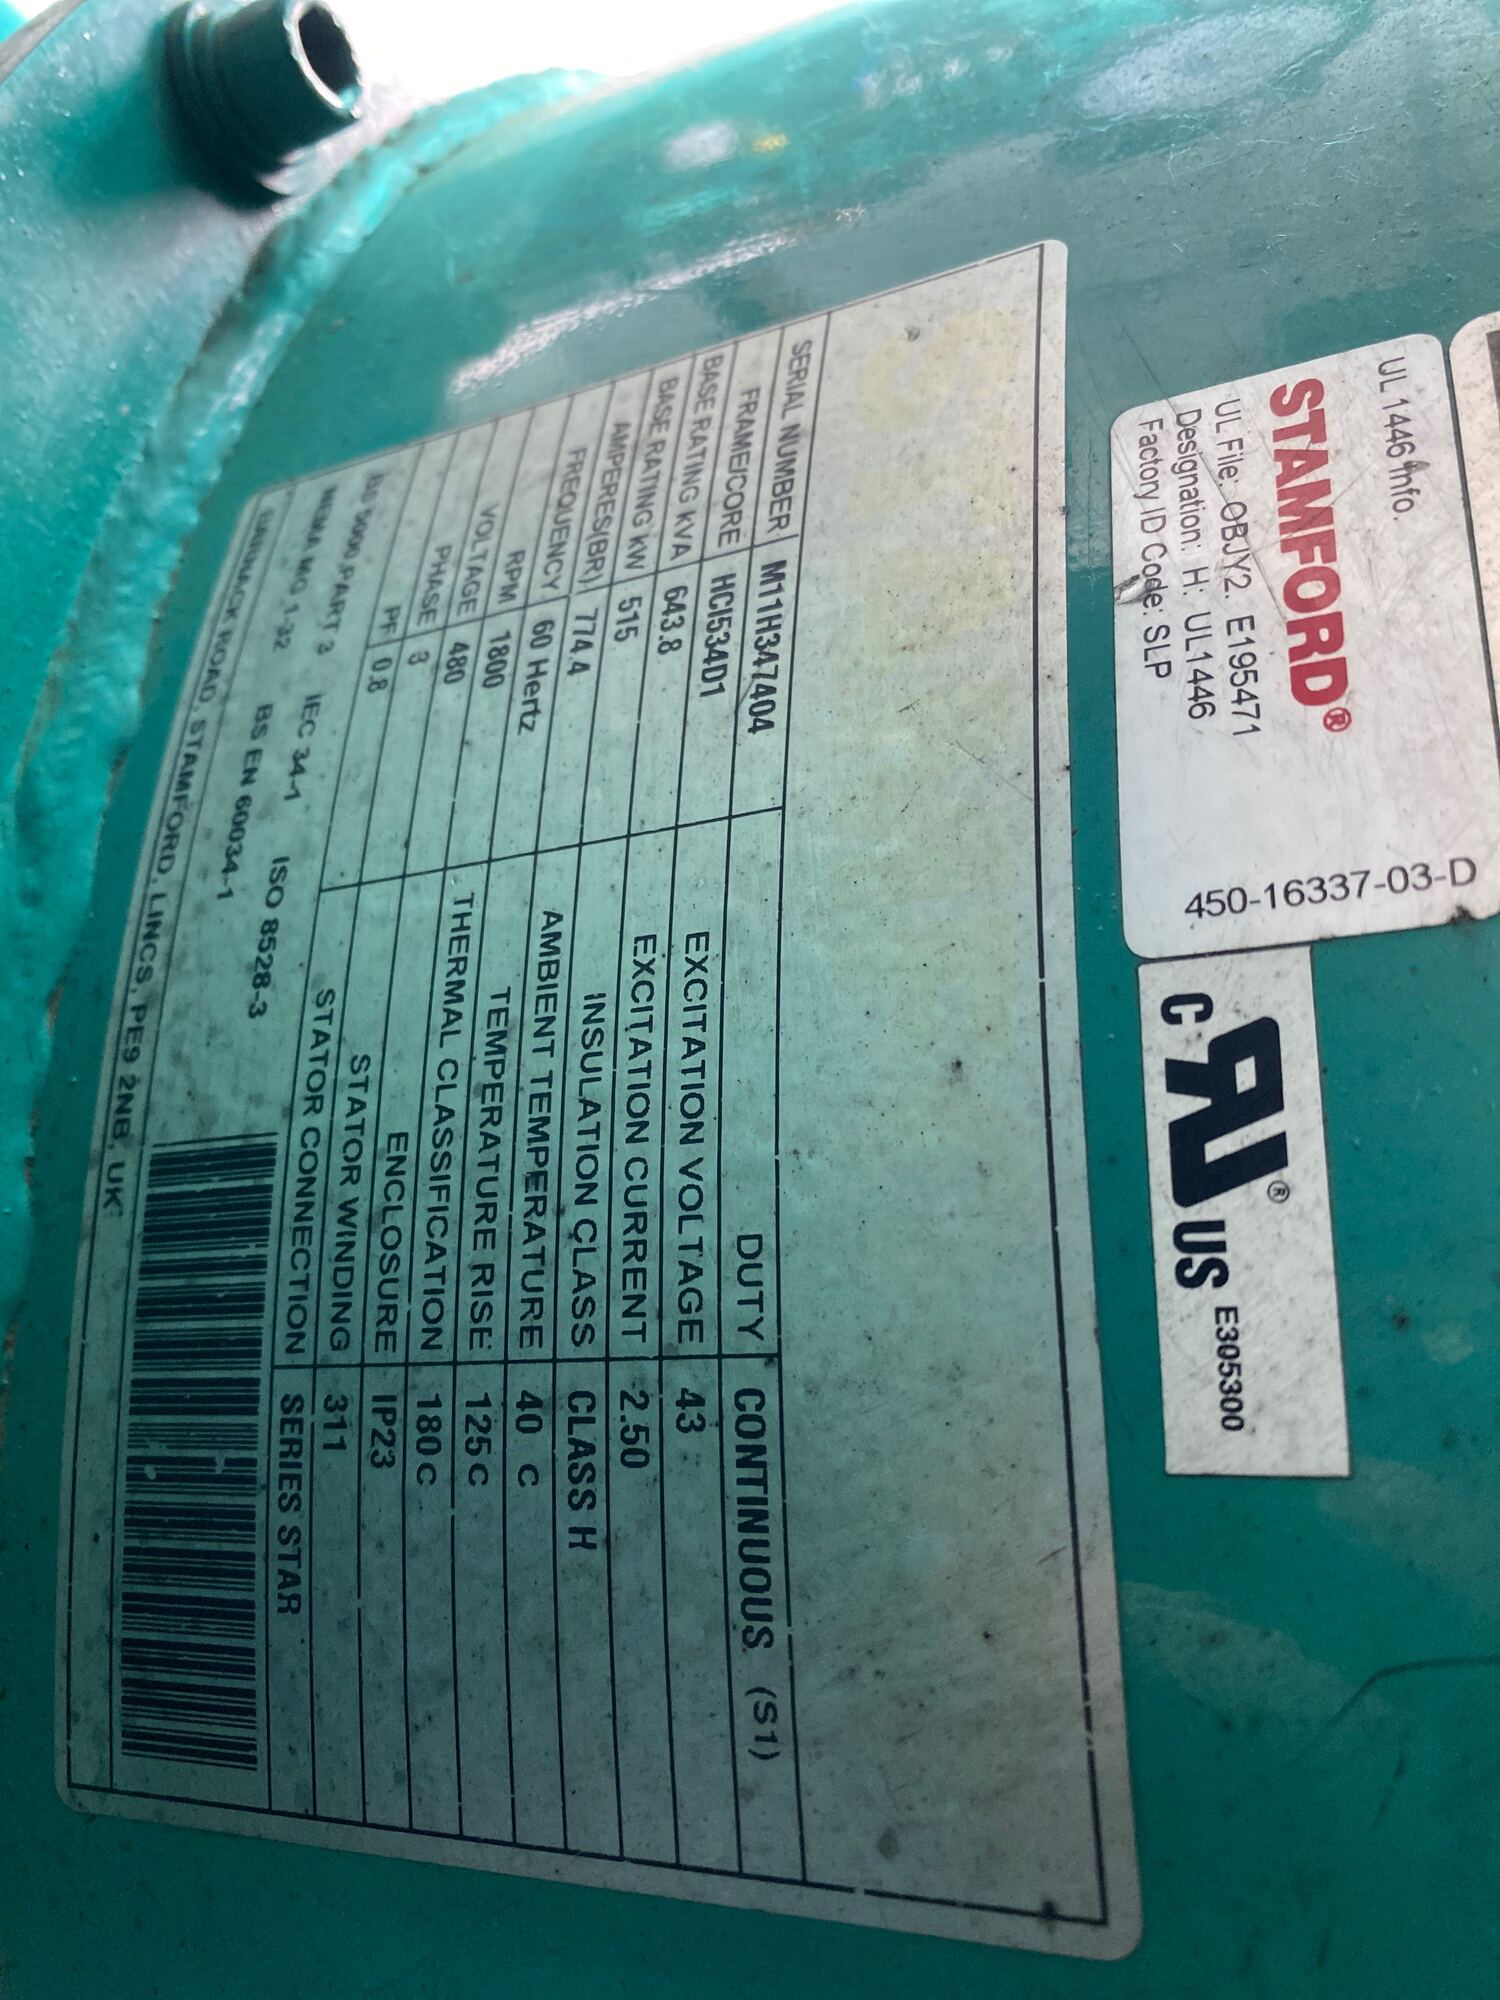 UL 1446 info.
STAMFORD®
UL File: OBJY2. E195471
Designation: H: UL1446
Factory ID Code: SLP
450-16337-03-D
C RU® US E305300
SERIAL NUMBER M11H347404
FRAME/CORE HCI534D1 DUTY CONTINUOUS (S1)
BASE RATING KVA 643.8 EXCITATION VOLTAGE 43
BASE RATING KW 515 EXCITATION CURRENT 2.50
AMPERES(BR) 774.4 INSULATION CLASS CLASS H
FREQUENCY 60 Hertz AMBIENT TEMPERATURE 40 C
RPM 1800 TEMPERATURE RISE 125 C
VOLTAGE 480 THERMAL CLASSIFICATION 180 C
PHASE 3 ENCLOSURE IP23
PF 0.8 STATOR WINDING 311
STATOR CONNECTION SERIES STAR
BS 5000 PART 3 IEC 34-1 ISO 8528-3
NEMA MG 1-32 BS EN 60034-1
BARNACK ROAD, STAMFORD, LINCS, PE9 2NB, UK